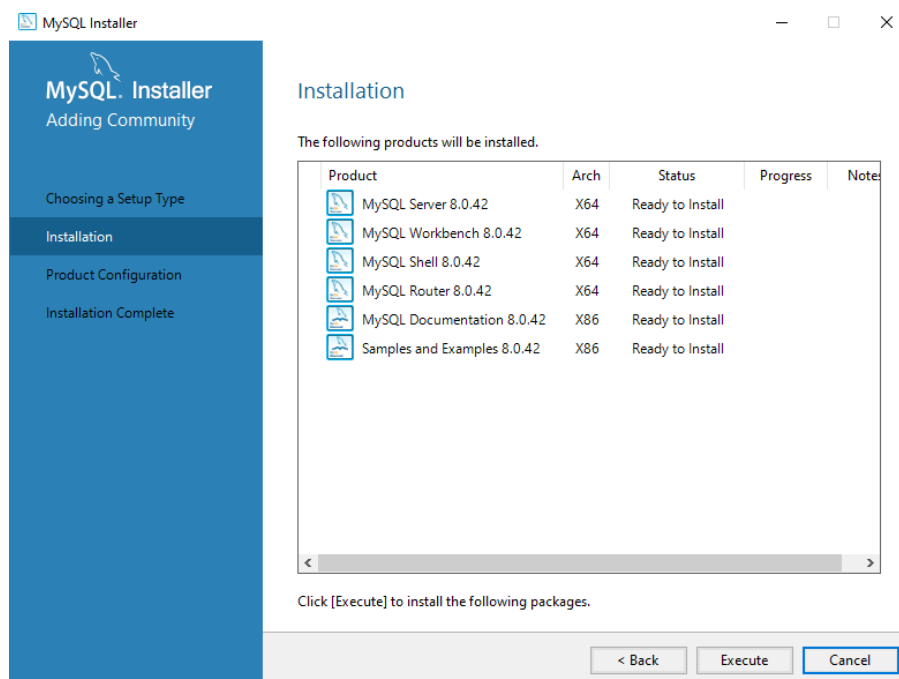 MySQL Installer
MySQL. Installer
Adding Community
Choosing a Setup Type
Installation
Product Configuration
Installation Complete
Installation
The following products will be installed.
Product Arch Status Progress Notes
MySQL Server 8.0.42 X64 Ready to Install
MySQL Workbench 8.0.42 X64 Ready to Install
MySQL Shell 8.0.42 X64 Ready to Install
MySQL Router 8.0.42 X64 Ready to Install
MySQL Documentation 8.0.42 X86 Ready to Install
Samples and Examples 8.0.42 X86 Ready to Install
Click [Execute] to install the following packages.
< Back Execute Cancel